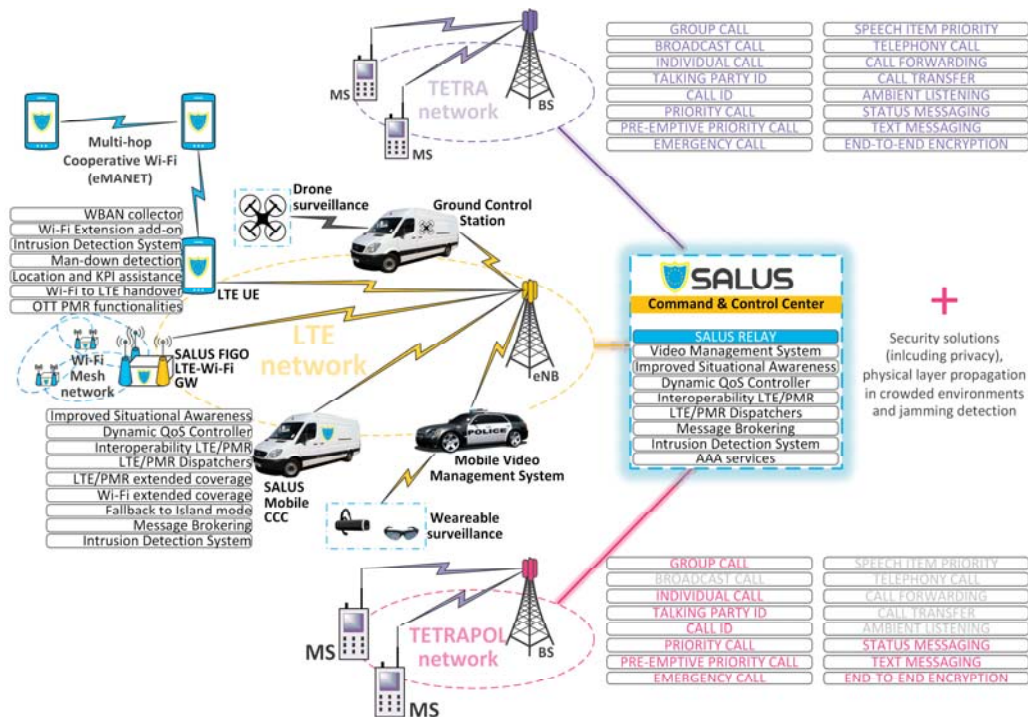 GROUP CALL
BROADCAST CALL
INDIVIDUAL CALL
TALKING PARTY ID
CALL ID
PRIORITY CALL
PRE-EMPTIVE PRIORITY CALL
EMERGENCY CALL
SPEECH ITEM PRIORITY
TELEPHONY CALL
CALL FORWARDING
CALL TRANSFER
AMBIENT LISTENING
STATUS MESSAGING
TEXT MESSAGING
END-TO-END ENCRYPTION
MS
TETRA
network
BS
MS
Multi-hop
Cooperative Wi-Fi
(eMANET)
Drone
surveillance
Ground Control
Station
WBAN collector
Wi-Fi Extension add-on
Intrusion Detection System
Man-down detection
Location and KPI assistance
Wi-Fi to LTE handover
OTT PMR functionalities
LTE UE
LTE
network
eNB
Wi-Fi
Mesh
network
SALUS FIGO
LTE-Wi-Fi
GW
SALUS
Command & Control Center
SALUS RELAY
Video Management System
Improved Situational Awareness
Dynamic QoS Controller
Interoperability LTE/PMR
LTE/PMR Dispatchers
Message Brokering
Intrusion Detection System
AAA services
+
Security solutions
(inlcuding privacy),
physical layer propagation
in crowded environments
and jamming detection
Improved Situational Awareness
Dynamic QoS Controller
Interoperability LTE/PMR
LTE/PMR Dispatchers
LTE/PMR extended coverage
Wi-Fi extended coverage
Fallback to Island mode
Message Brokering
Intrusion Detection System
SALUS
Mobile
CCC
POLICE
Mobile Video
Management System
Weareable
surveillance
MS
TETRAPOL
network
BS
MS
GROUP CALL
BROADCAST CALL
INDIVIDUAL CALL
TALKING PARTY ID
CALL ID
PRIORITY CALL
PRE-EMPTIVE PRIORITY CALL
EMERGENCY CALL
SPEECH ITEM PRIORITY
TELEPHONY CALL
CALL FORWARDING
CALL TRANSFER
AMBIENT LISTENING
STATUS MESSAGING
TEXT MESSAGING
END-TO-END ENCRYPTION